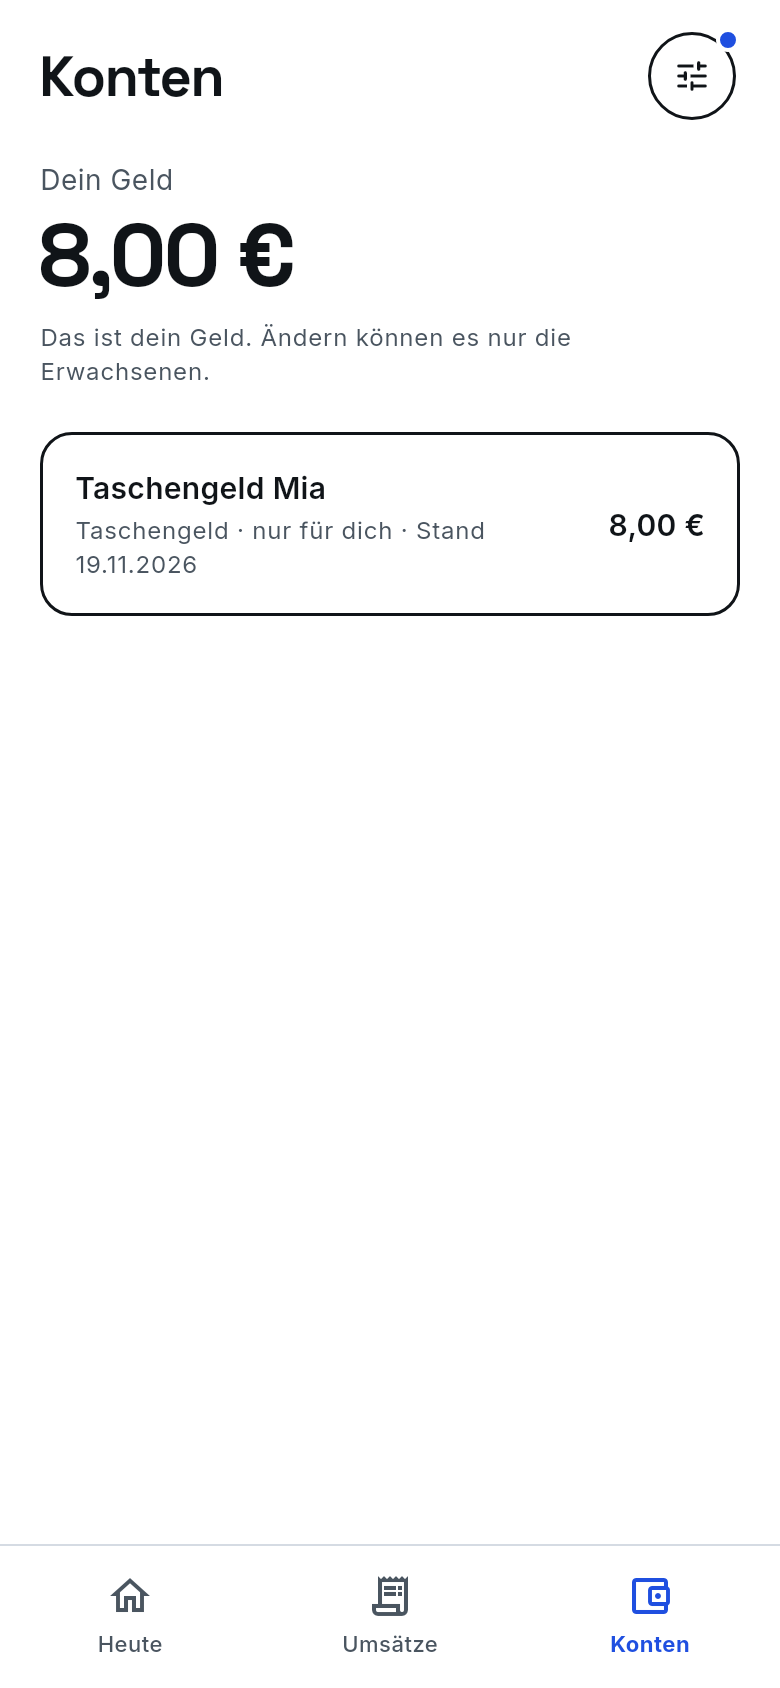 Konten
Dein Geld
8,00 €
Das ist dein Geld. Ändern können es nur die
Erwachsenen.
Taschengeld Mia
Taschengeld · nur für dich · Stand
19.11.2026
8,00 €
Heute
Umsätze
Konten